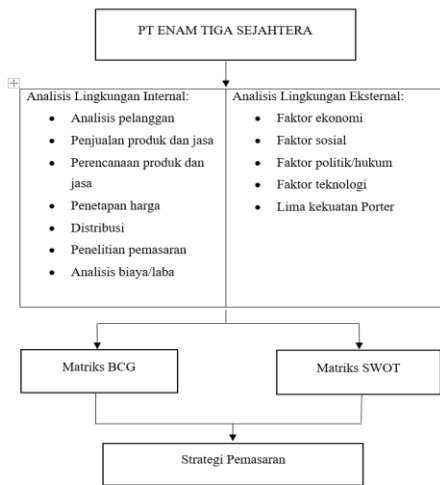 PT ENAM TIGA SEJAHTERA
Analisis Lingkungan Internal:
• Analisis pelanggan
• Penjualan produk dan jasa
• Perencanaan produk dan
jasa
• Penetapan harga
• Distribusi
• Penelitian pemasaran
• Analisis biaya/laba
Analisis Lingkungan Eksternal:
• Faktor ekonomi
• Faktor sosial
• Faktor politik/hukum
• Faktor teknologi
• Lima kekuatan Porter
Matriks BCG
Matriks SWOT
Strategi Pemasaran